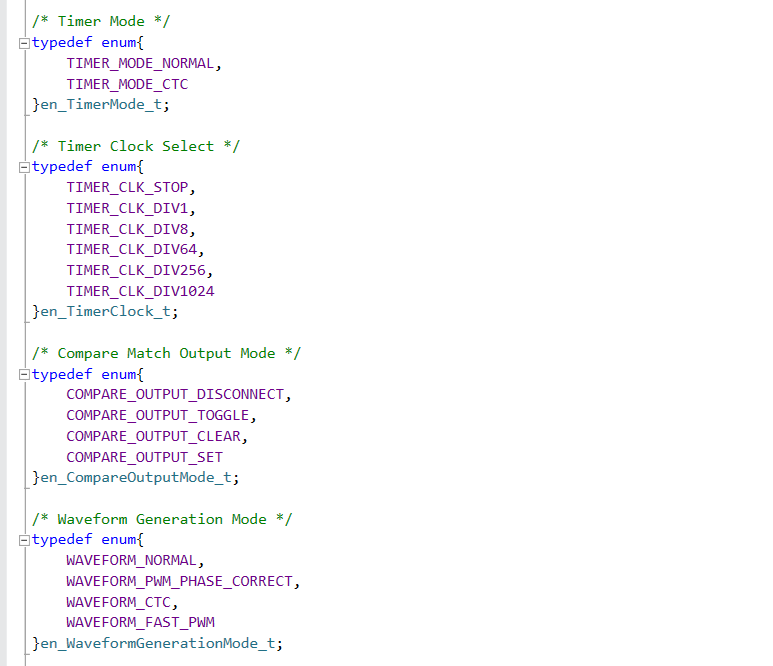 /* Timer Mode */
typedef enum{
TIMER_MODE_NORMAL,
TIMER_MODE_CTC
}en_TimerMode_t;
/* Timer Clock Select */
typedef enum{
TIMER_CLK_STOP,
TIMER_CLK_DIV1,
TIMER_CLK_DIV8,
TIMER_CLK_DIV64,
TIMER_CLK_DIV256,
TIMER_CLK_DIV1024
}en_TimerClock_t;
/* Compare Match Output Mode */
typedef enum{
COMPARE_OUTPUT_DISCONNECT,
COMPARE_OUTPUT_TOGGLE,
COMPARE_OUTPUT_CLEAR,
COMPARE_OUTPUT_SET
}en_CompareOutputMode_t;
/* Waveform Generation Mode */
typedef enum{
WAVEFORM_NORMAL,
WAVEFORM_PWM_PHASE_CORRECT,
WAVEFORM_CTC,
WAVEFORM_FAST_PWM
}en_WaveformGenerationMode_t;